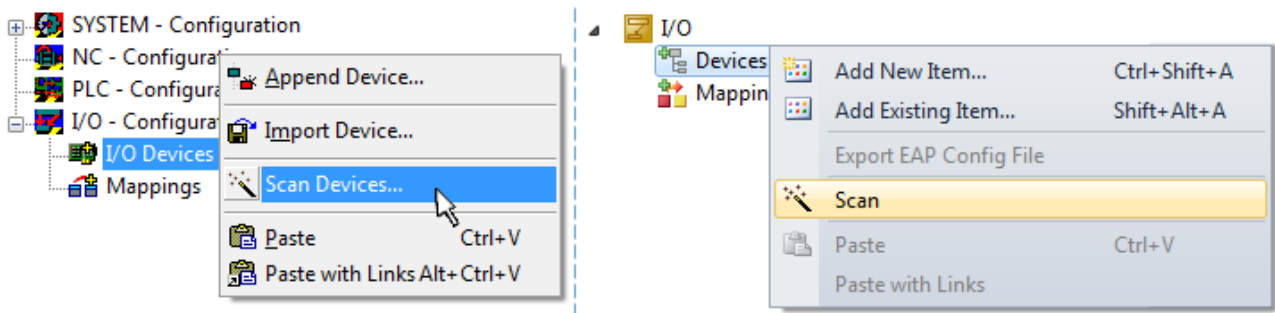 SYSTEM - Configuration
NC - Configurat
PLC - Configura
I/O - Configurat
I/O Devices
Mappings
Append Device...
Import Device...
Scan Devices...
Paste Ctrl+V
Paste with Links Alt+Ctrl+V
I/O
Devices
Mappin
Add New Item... Ctrl+Shift+A
Add Existing Item... Shift+Alt+A
Export EAP Config File
Scan
Paste Ctrl+V
Paste with Links